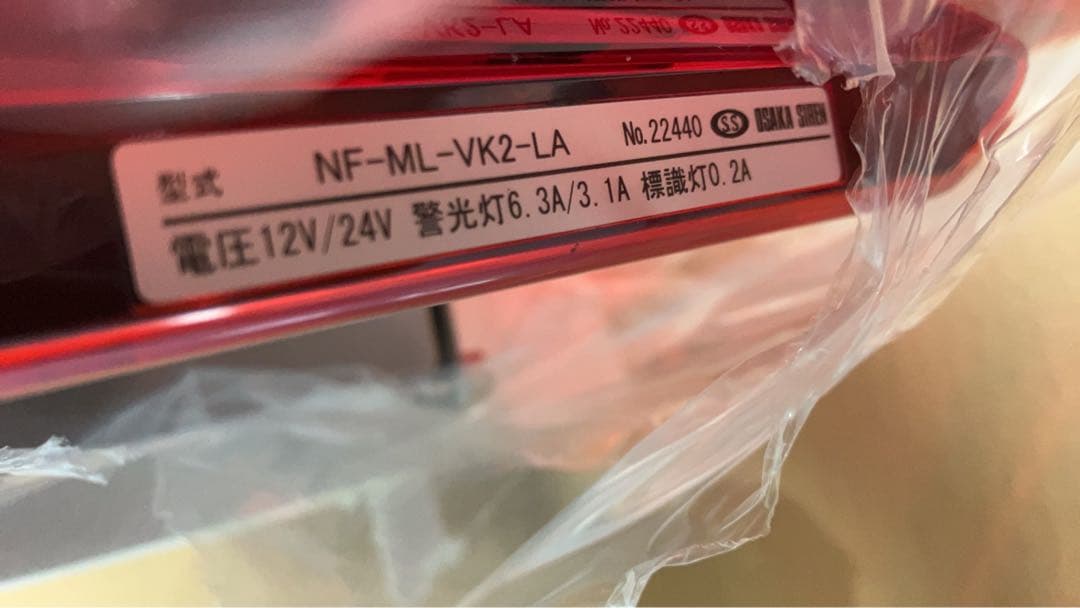 型式 NF-ML-VK2-LA No.22440 SS OSAKA SIREN
電圧12V/24V 警光灯6.3A/3.1A 標識灯0.2A